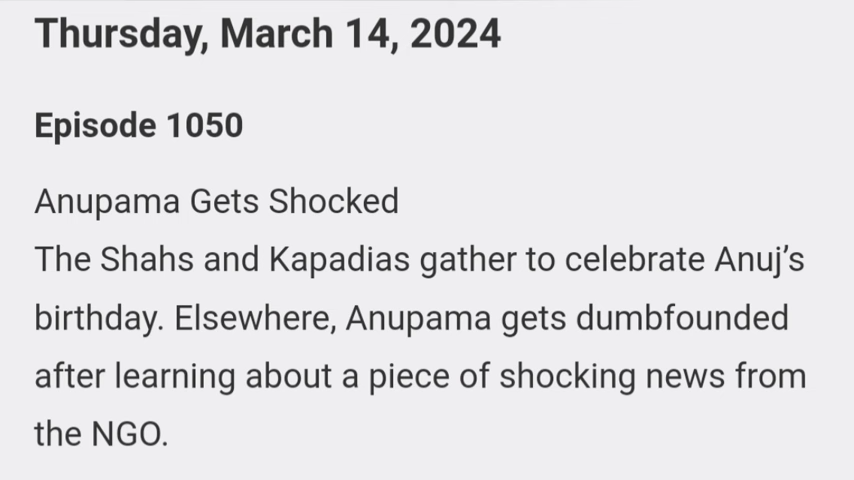 Thursday, March 14, 2024
Episode 1050
Anupama Gets Shocked
The Shahs and Kapadias gather to celebrate Anuj’s
birthday. Elsewhere, Anupama gets dumbfounded
after learning about a piece of shocking news from
the NGO.